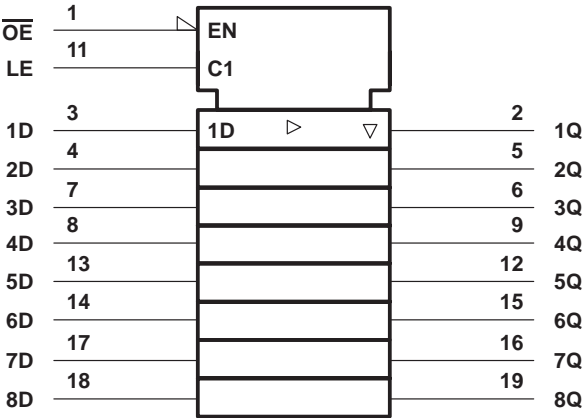 1
O̅E̅ EN
11
LE C1
3 2
1D 1D 1Q
4 5
2D 2Q
7 6
3D 3Q
8 9
4D 4Q
13 12
5D 5Q
14 15
6D 6Q
17 16
7D 7Q
18 19
8D 8Q